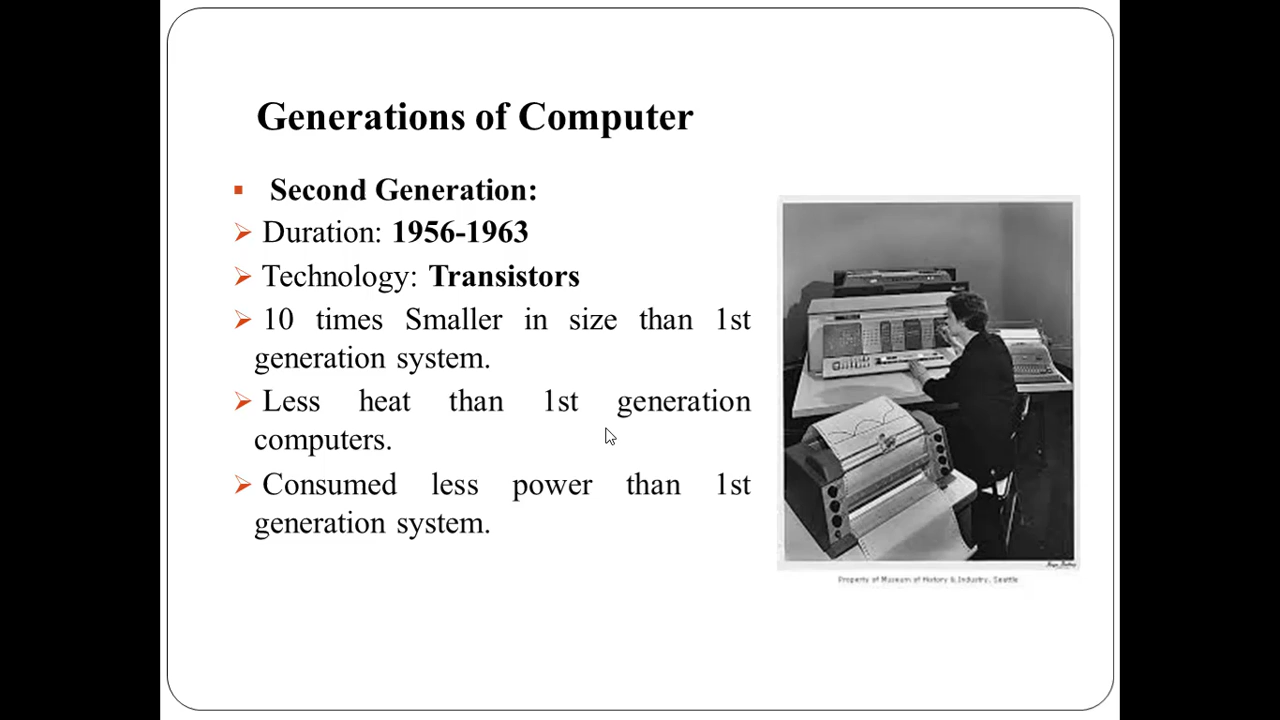 Generations of Computer
▪ Second Generation:
➢ Duration: 1956-1963
➢ Technology: Transistors
➢ 10 times Smaller in size than 1st
generation system.
➢ Less heat than 1st generation
computers.
➢ Consumed less power than 1st
generation system.
Property of Museum of History & Industry, Seattle